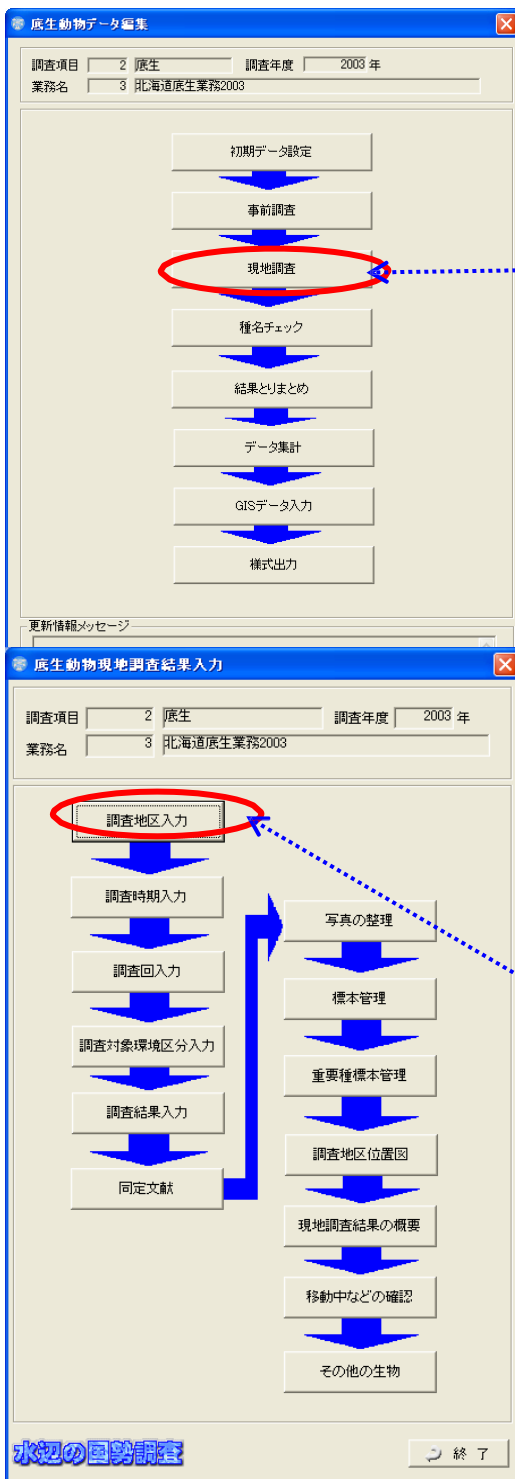 底生動物データ編集
調査項目 2 底生 調査年度 2003 年
業務名 3 北海道底生業務2003
初期データ設定
事前調査
現地調査
種名チェック
結果とりまとめ
データ集計
GISデータ入力
様式出力
更新情報メッセージ
底生動物現地調査結果入力
調査項目 2 底生 調査年度 2003 年
業務名 3 北海道底生業務2003
調査地区入力
調査時期入力
調査回入力
調査対象環境区分入力
調査結果入力
同定文献
写真の整理
標本管理
重要種標本管理
調査地区位置図
現地調査結果の概要
移動中などの確認
その他の生物
水辺の国勢調査
終 了